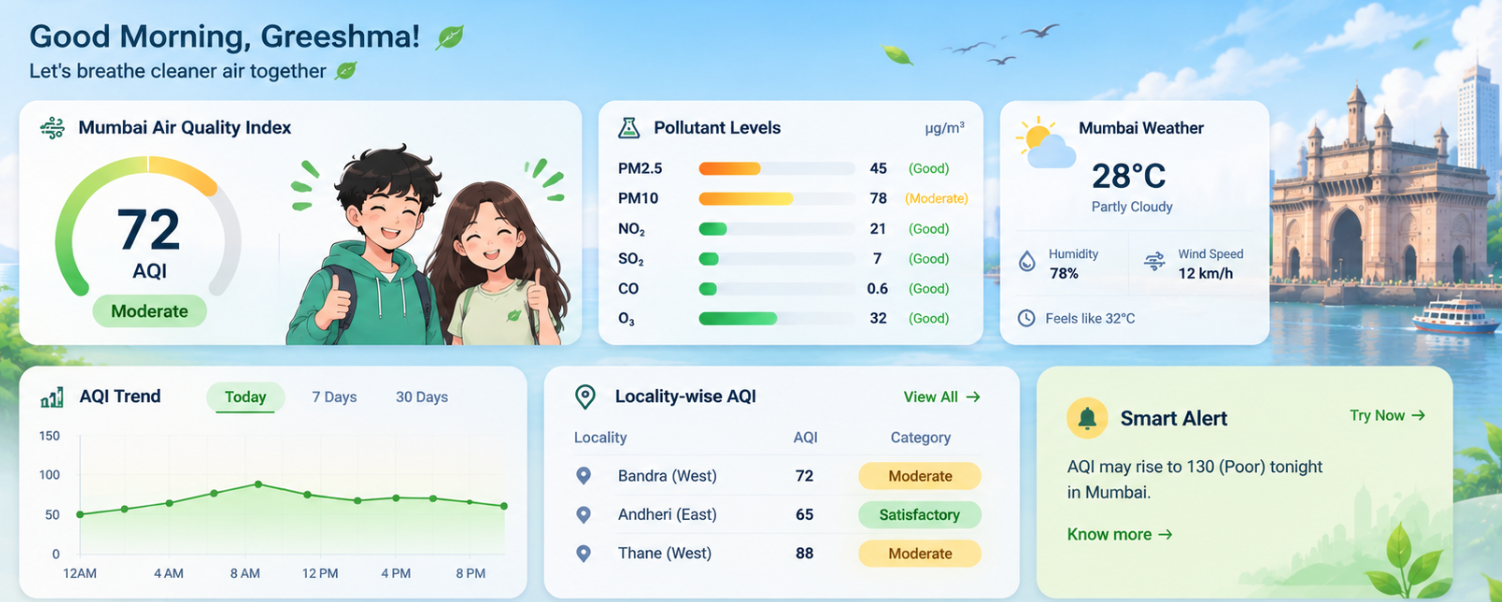 Good Morning, Greeshma!
Let's breathe cleaner air together
Mumbai Air Quality Index
72
AQI
Moderate
Pollutant Levels
µg/m³
PM2.5 45 (Good)
PM10 78 (Moderate)
NO₂ 21 (Good)
SO₂ 7 (Good)
CO 0.6 (Good)
O₃ 32 (Good)
Mumbai Weather
28°C
Partly Cloudy
Humidity
78%
Wind Speed
12 km/h
Feels like 32°C
AQI Trend
Today 7 Days 30 Days
150
100
50
0
12AM 4 AM 8 AM 12 PM 4 PM 8 PM
Locality-wise AQI
View All →
Locality AQI Category
Bandra (West) 72 Moderate
Andheri (East) 65 Satisfactory
Thane (West) 88 Moderate
Smart Alert
Try Now →
AQI may rise to 130 (Poor) tonight
in Mumbai.
Know more →